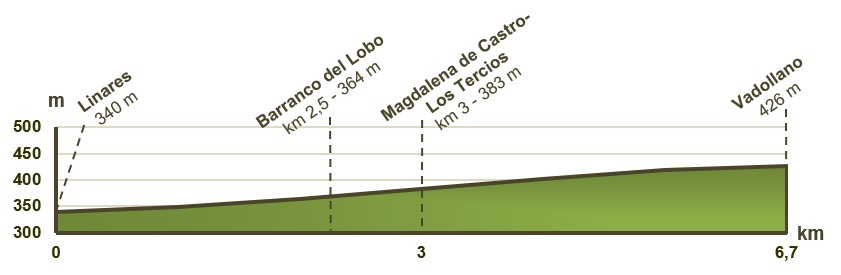 Linares
340 m
Barranco del Lobo
km 2,5 - 364 m
Magdalena de Castro-
Los Tercios
km 3 - 383 m
Vadollano
426 m
m
500
450
400
350
300
0
3
6,7
km